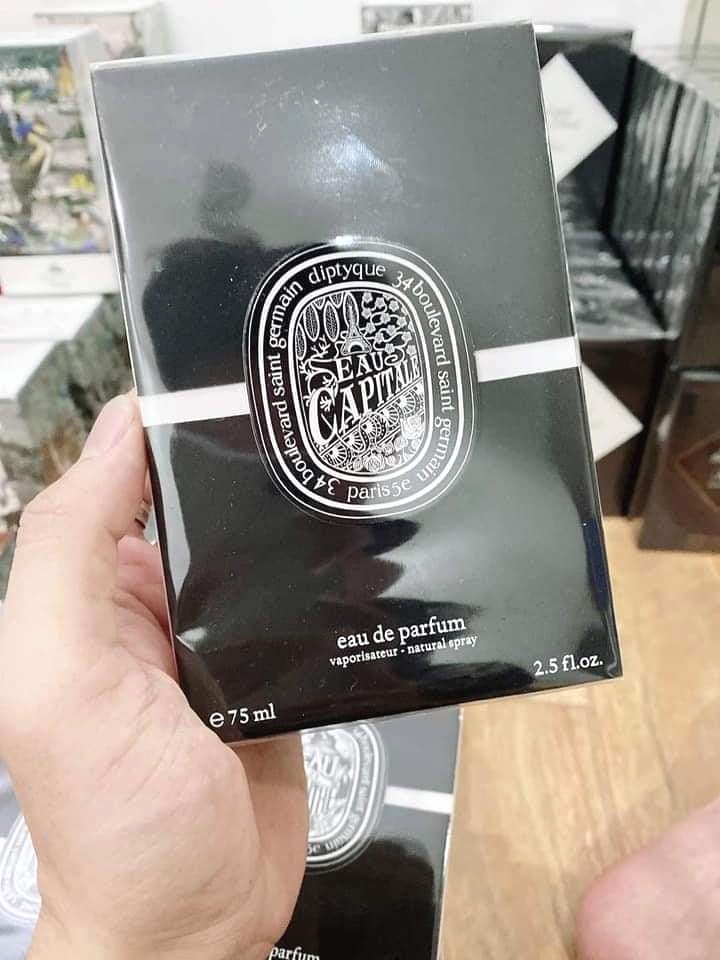 diptyque 34 boulevard saint germain paris 5e 34 boulevard saint germain
EAU
CAPITALE
eau de parfum
vaporisateur - natural spray
2.5 fl.oz.
e 75 ml
parfum